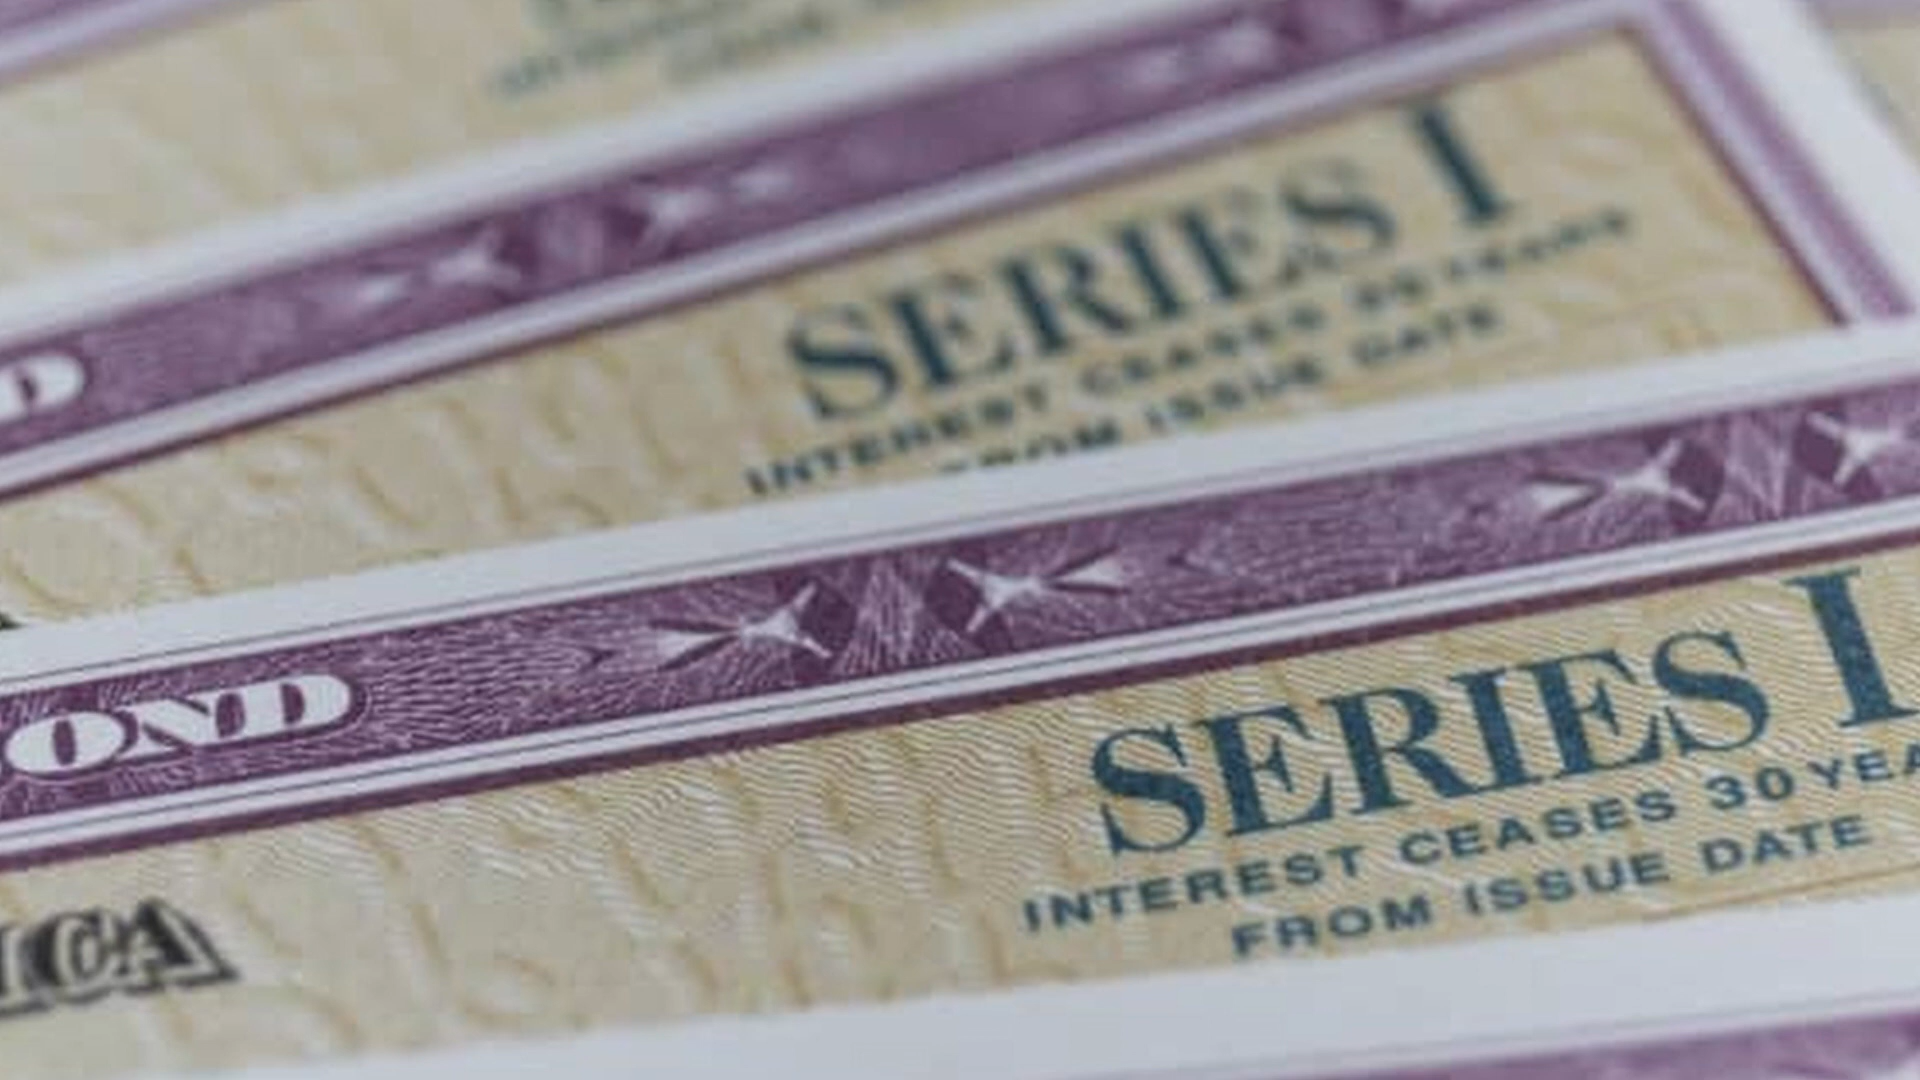 D
SERIES I
INTEREST CEASES 30 YEARS
FROM ISSUE DATE
OND
SERIES I
INTEREST CEASES 30 YEA
FROM ISSUE DATE
ICA